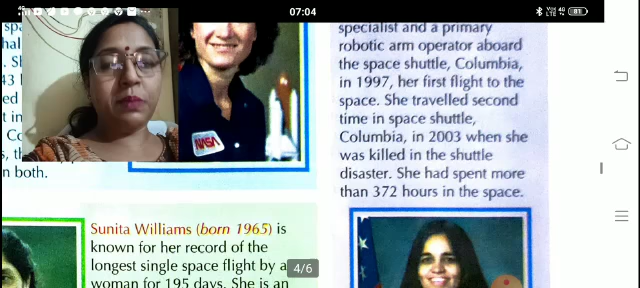 07:04
specialist and a primary
robotic arm operator aboard
the space shuttle, Columbia,
in 1997, her first flight to the
space. She travelled second
time in space shuttle,
Columbia, in 2003 when she
was killed in the shuttle
disaster. She had spent more
than 372 hours in the space.
NASA
n both.
Sunita Williams (born 1965) is
known for her record of the
longest single space flight by a
woman for 195 days. She is an
4/6